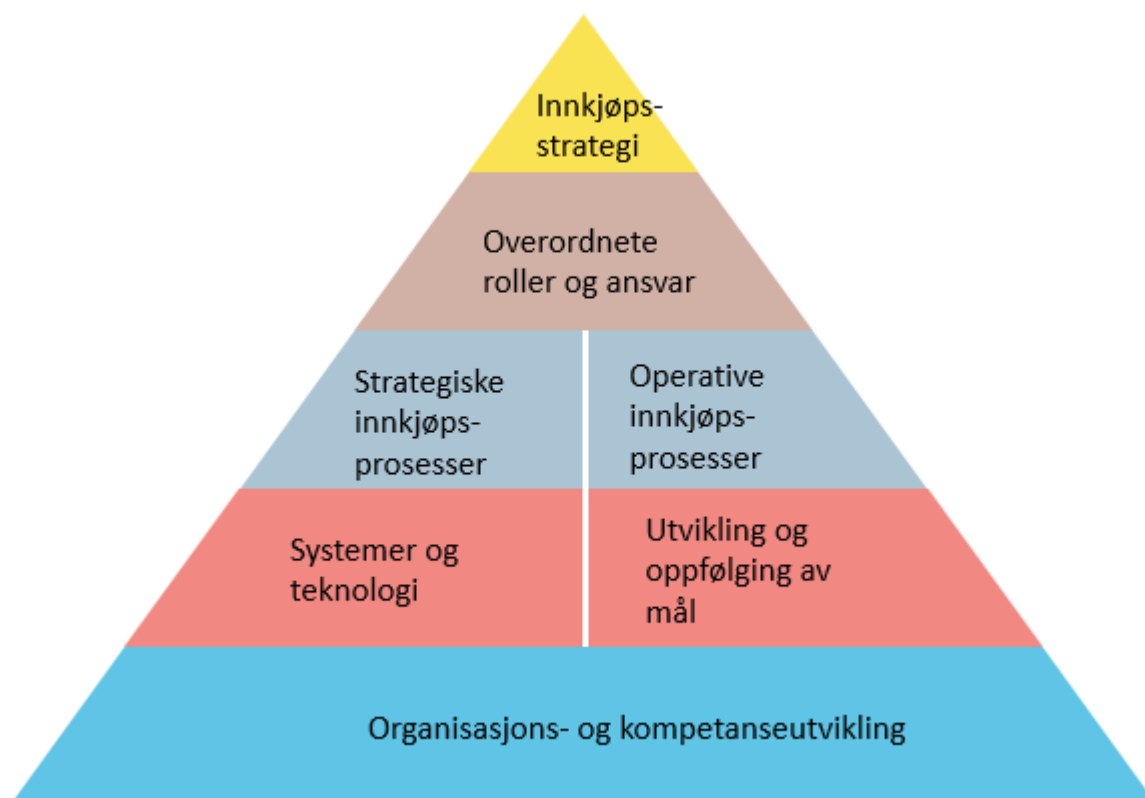 Innkjøps-
strategi
Overordnete
roller og ansvar
Strategiske
innkjøps-
prosesser
Operative
innkjøps-
prosesser
Systemer og
teknologi
Utvikling og
oppfølging av
mål
Organisasjons- og kompetanseutvikling